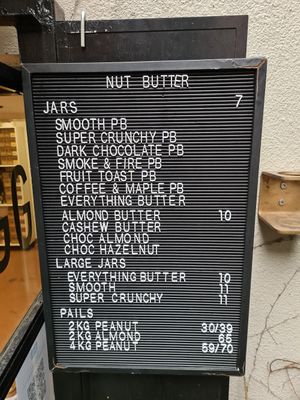 NUT BUTTER
JARS 7
SMOOTH PB
SUPER CRUNCHY PB
DARK CHOCOLATE PB
SMOKE & FIRE PB
FRUIT TOAST PB
COFFEE & MAPLE PB
EVERYTHING BUTTER
ALMOND BUTTER 10
CASHEW BUTTER
CHOC ALMOND
CHOC HAZELNUT
LARGE JARS
EVERYTHING BUTTER 10
SMOOTH 11
SUPER CRUNCHY 11
PAILS
2KG PEANUT 30/39
2KG ALMOND 65
4KG PEANUT 59/70